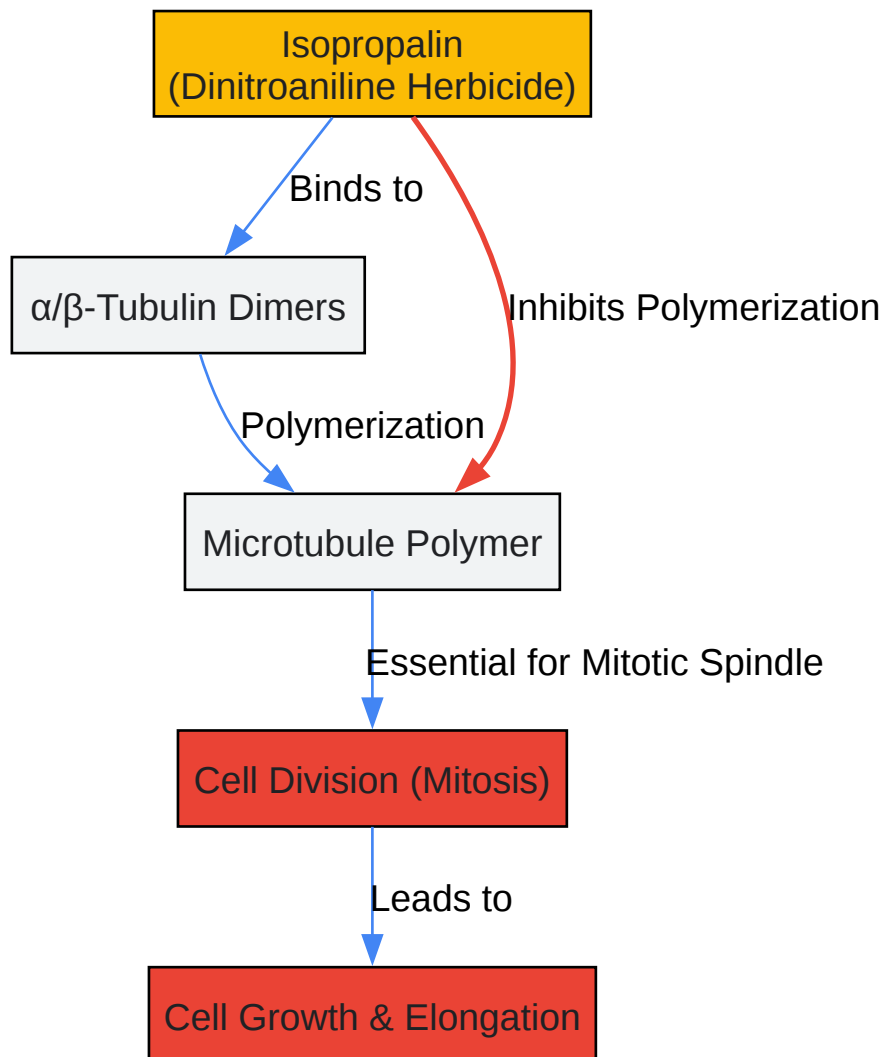 Isopropalin
(Dinitroaniline Herbicide)
Binds to
α/β-Tubulin Dimers
Inhibits Polymerization
Polymerization
Microtubule Polymer
Essential for Mitotic Spindle
Cell Division (Mitosis)
Leads to
Cell Growth & Elongation